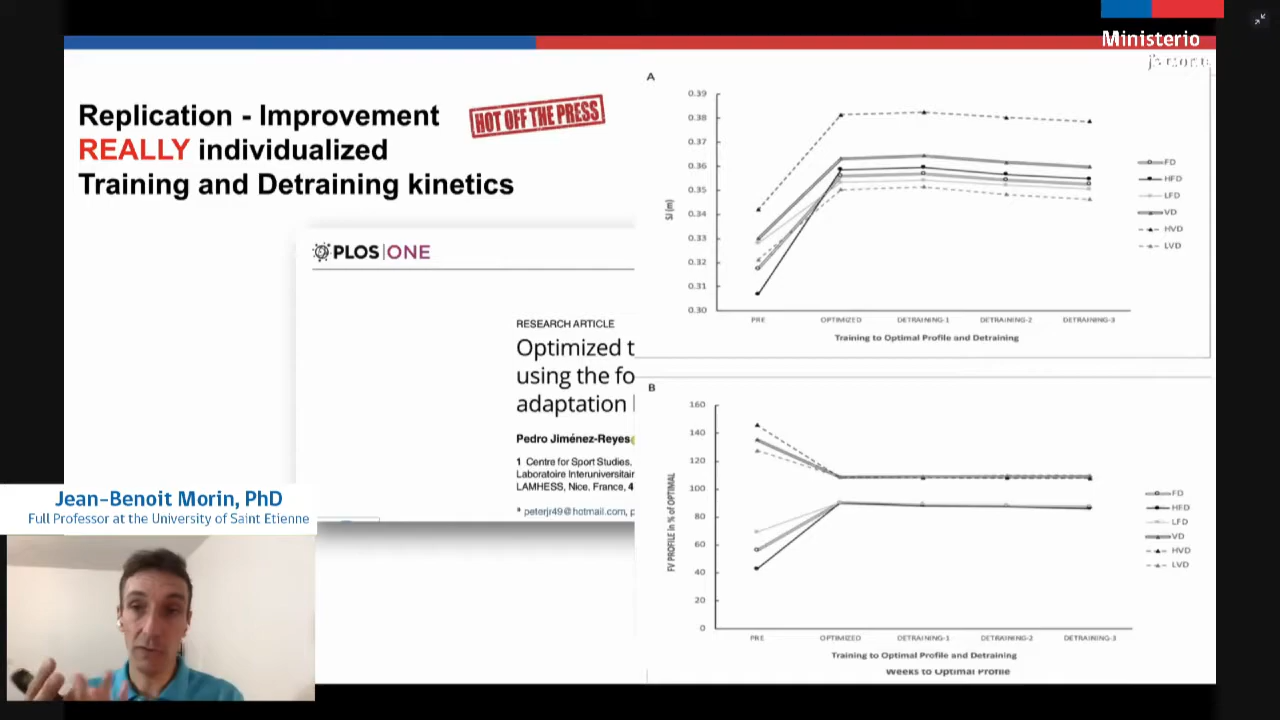 Ministerio
Replication - Improvement
REALLY individualized
Training and Detraining kinetics
HOT OFF THE PRESS
PLOS ONE
RESEARCH ARTICLE
Optimized t
using the fo
adaptation
Pedro Jiménez-Reyes
1 Centre for Sport Studies,
Laboratoire Interuniversitair
LAMHESS, Nice, France, 4
* peterjr49@hotmail.com, p
Jean-Benoit Morin, PhD
Full Professor at the University of Saint Etienne
A
0.39
0.38
0.37
0.36
0.35
0.34
0.33
0.32
0.31
0.30
SJ (m)
PRE OPTIMIZED DETRAINING-1 DETRAINING-2 DETRAINING-3
Training to Optimal Profile and Detraining
FD
HFD
LFD
VD
HVD
LVD
B
160
140
120
100
80
60
40
20
0
FV PROFILE in % of OPTIMAL
PRE OPTIMIZED DETRAINING-1 DETRAINING-2 DETRAINING-3
Training to Optimal Profile and Detraining
Weeks to Optimal Profile
FD
HFD
LFD
VD
HVD
LVD